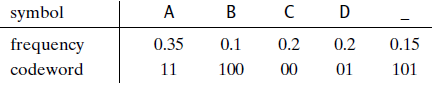 symbol A B C D _
frequency 0.35 0.1 0.2 0.2 0.15
codeword 11 100 00 01 101